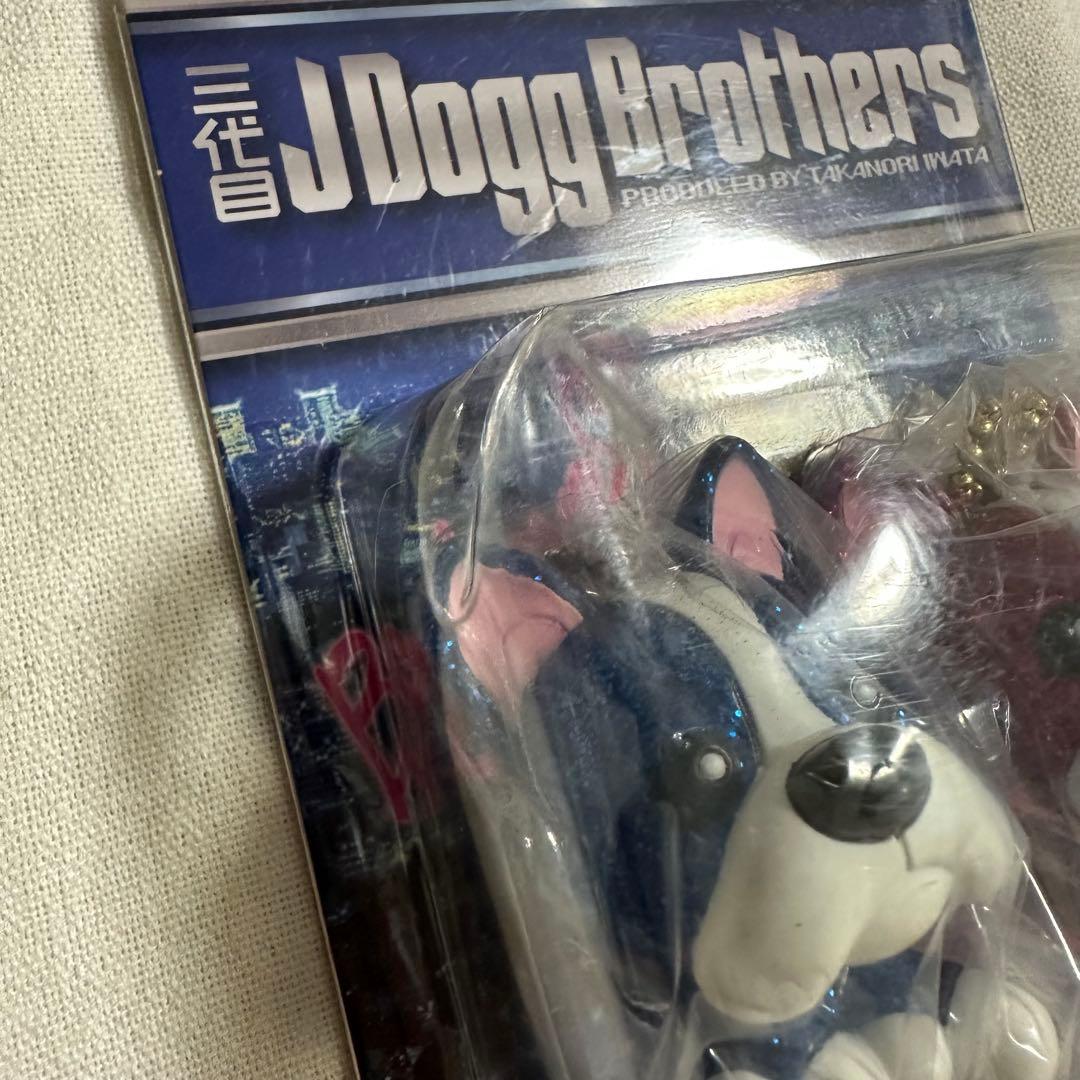 三代目 J Dogg Brothers
PRODUCED BY TAKANORI IWATA